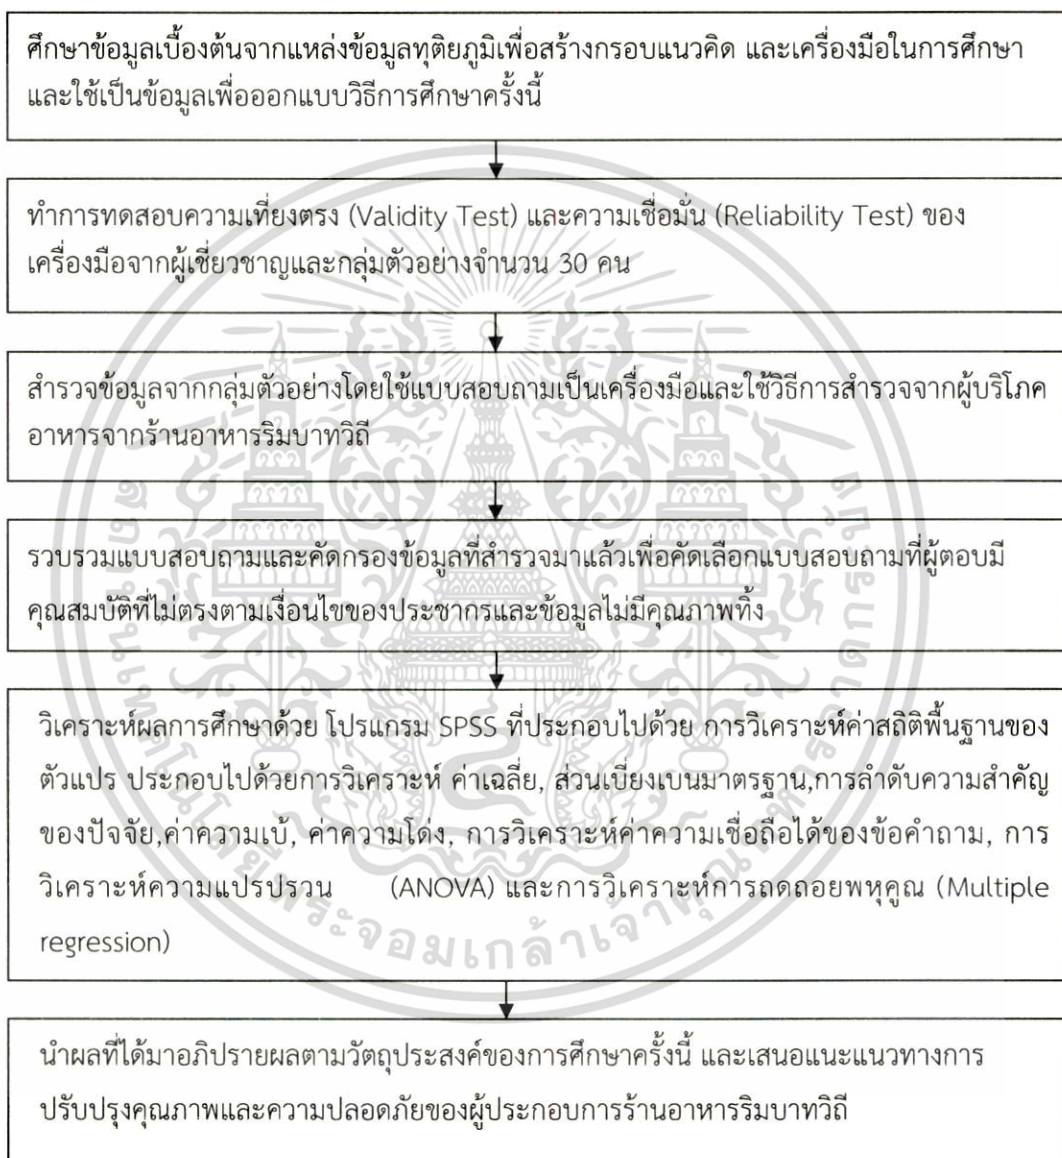 ศึกษาข้อมูลเบื้องต้นจากแหล่งข้อมูลทุติยภูมิเพื่อสร้างกรอบแนวคิด และเครื่องมือในการศึกษา
และใช้เป็นข้อมูลเพื่อออกแบบวิธีการศึกษาครั้งนี้
ทำการทดสอบความเที่ยงตรง (Validity Test) และความเชื่อมั่น (Reliability Test) ของ
เครื่องมือจากผู้เชี่ยวชาญและกลุ่มตัวอย่างจำนวน 30 คน
สำรวจข้อมูลจากกลุ่มตัวอย่างโดยใช้แบบสอบถามเป็นเครื่องมือและใช้วิธีการสำรวจจากผู้บริโภค
อาหารจากร้านอาหารริมบาทวิถี
รวบรวมแบบสอบถามและคัดกรองข้อมูลที่สำรวจมาแล้วเพื่อคัดเลือกแบบสอบถามที่ผู้ตอบมี
คุณสมบัติที่ไม่ตรงตามเงื่อนไขของประชากรและข้อมูลไม่มีคุณภาพทิ้ง
วิเคราะห์ผลการศึกษาด้วย โปรแกรม SPSS ที่ประกอบไปด้วย การวิเคราะห์ค่าสถิติพื้นฐานของ
ตัวแปร ประกอบไปด้วยการวิเคราะห์ ค่าเฉลี่ย, ส่วนเบี่ยงเบนมาตรฐาน,การลำดับความสำคัญ
ของปัจจัย,ค่าความเบ้, ค่าความโด่ง, การวิเคราะห์ค่าความเชื่อถือได้ของข้อคำถาม, การ
วิเคราะห์ความแปรปรวน (ANOVA) และการวิเคราะห์การถดถอยพหุคูณ (Multiple
regression)
นำผลที่ได้มาอภิปรายผลตามวัตถุประสงค์ของการศึกษาครั้งนี้ และเสนอแนะแนวทางการ
ปรับปรุงคุณภาพและความปลอดภัยของผู้ประกอบการร้านอาหารริมบาทวิถี